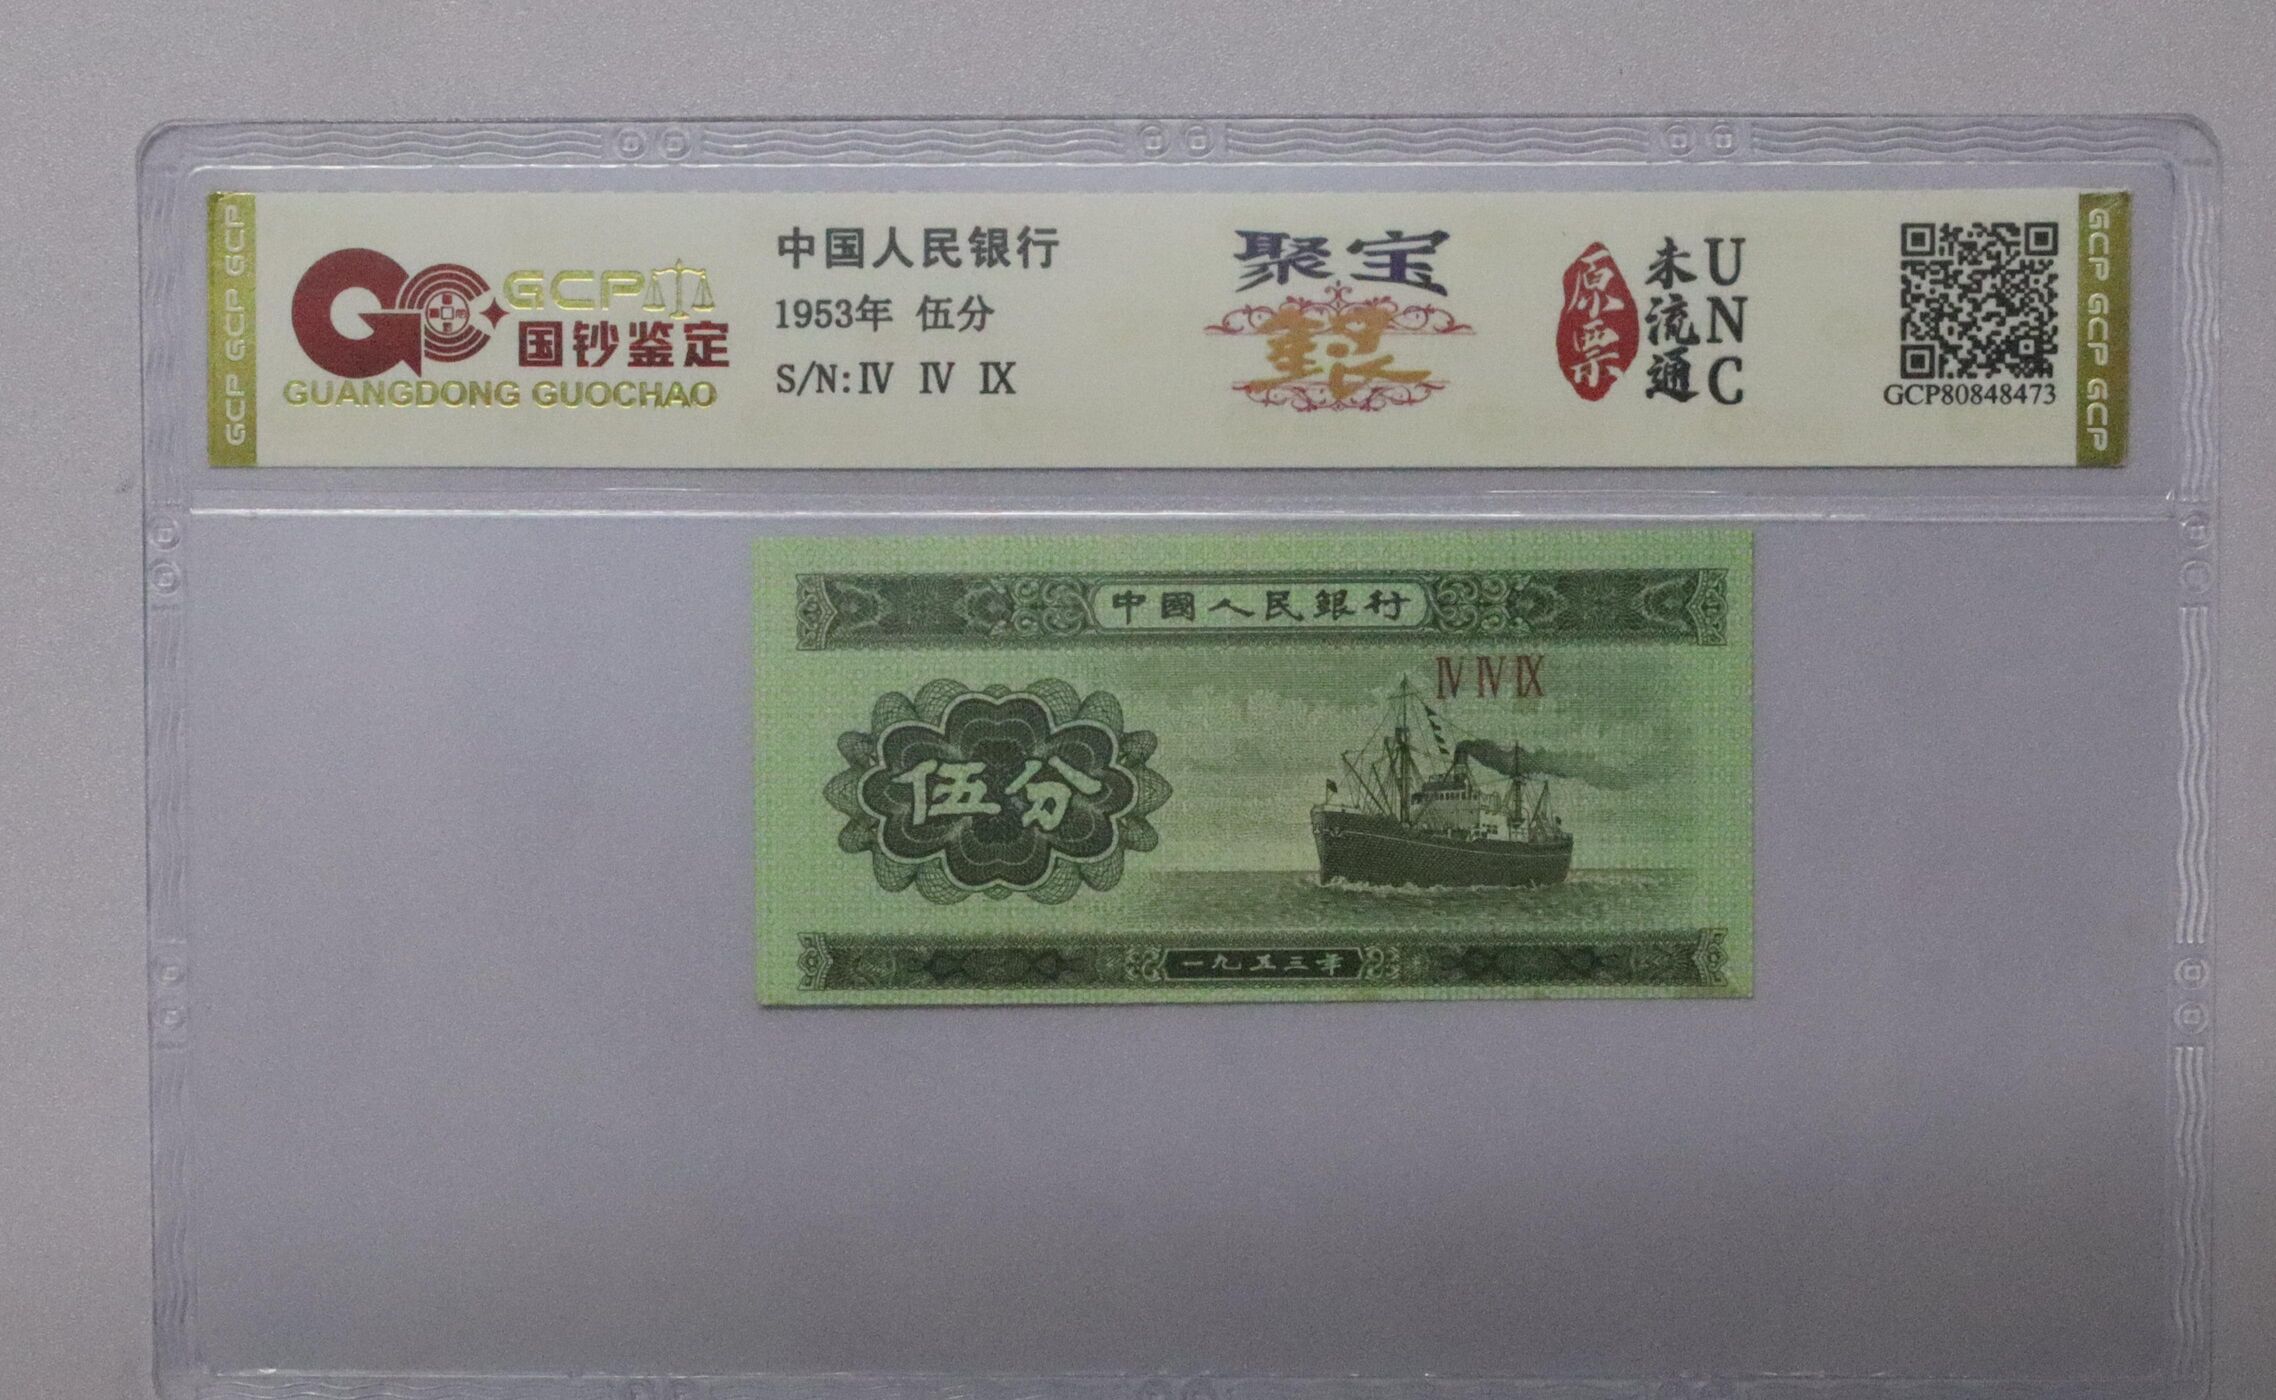 GCP GCP GCP
GCP
国钞鉴定
GUANGDONG GUOCHAO
中国人民银行
1953年 伍分
S/N:Ⅳ Ⅳ Ⅸ
聚宝
原票
未流通
UNC
GCP80848473
GCP GCP GCP
中國人民銀行
Ⅳ Ⅳ Ⅸ
伍分
一九五三年